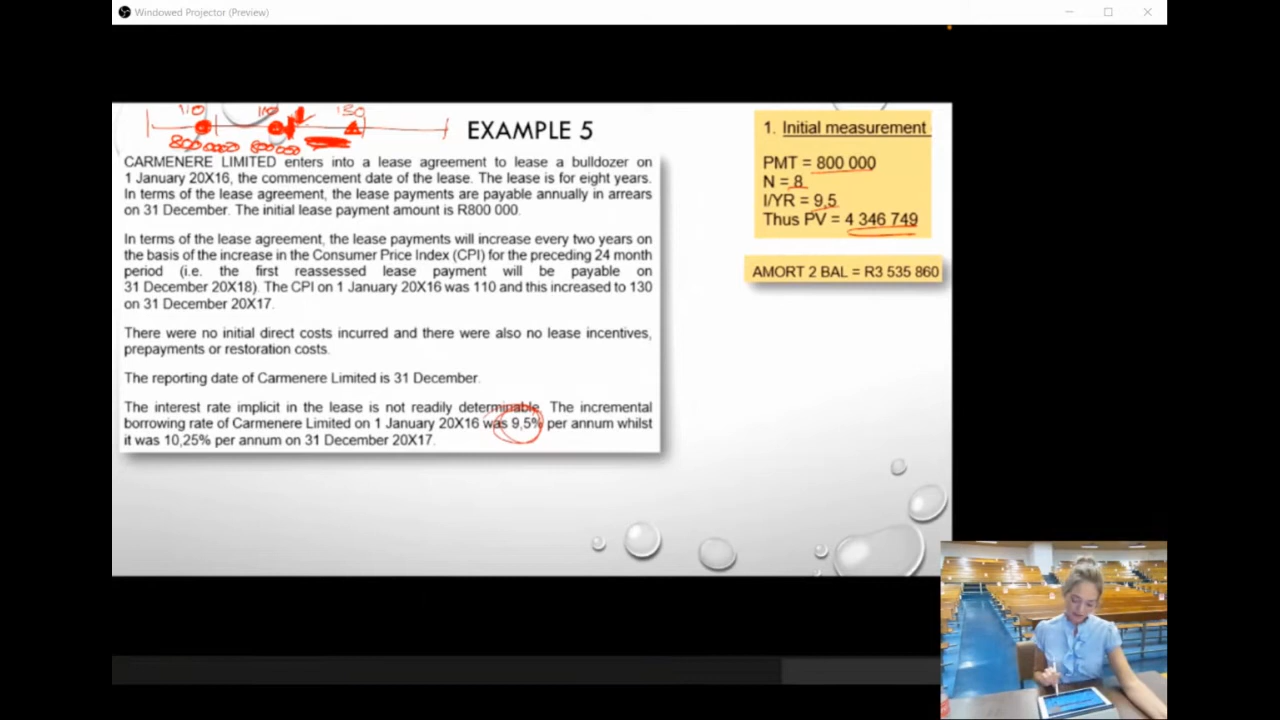 Windowed Projector (Preview)
110
110
130
EXAMPLE 5
800 000
800 000
CARMENERE LIMITED enters into a lease agreement to lease a bulldozer on
1 January 20X16, the commencement date of the lease. The lease is for eight years.
In terms of the lease agreement, the lease payments are payable annually in arrears
on 31 December. The initial lease payment amount is R800 000.
In terms of the lease agreement, the lease payments will increase every two years on
the basis of the increase in the Consumer Price Index (CPI) for the preceding 24 month
period (i.e. the first reassessed lease payment will be payable on
31 December 20X18). The CPI on 1 January 20X16 was 110 and this increased to 130
on 31 December 20X17.
There were no initial direct costs incurred and there were also no lease incentives,
prepayments or restoration costs.
The reporting date of Carmenere Limited is 31 December.
The interest rate implicit in the lease is not readily determinable. The incremental
borrowing rate of Carmenere Limited on 1 January 20X16 was 9,5% per annum whilst
it was 10,25% per annum on 31 December 20X17.
1. Initial measurement
PMT = 800 000
N = 8
I/YR = 9,5
Thus PV = 4 346 749
AMORT 2 BAL = R3 535 860